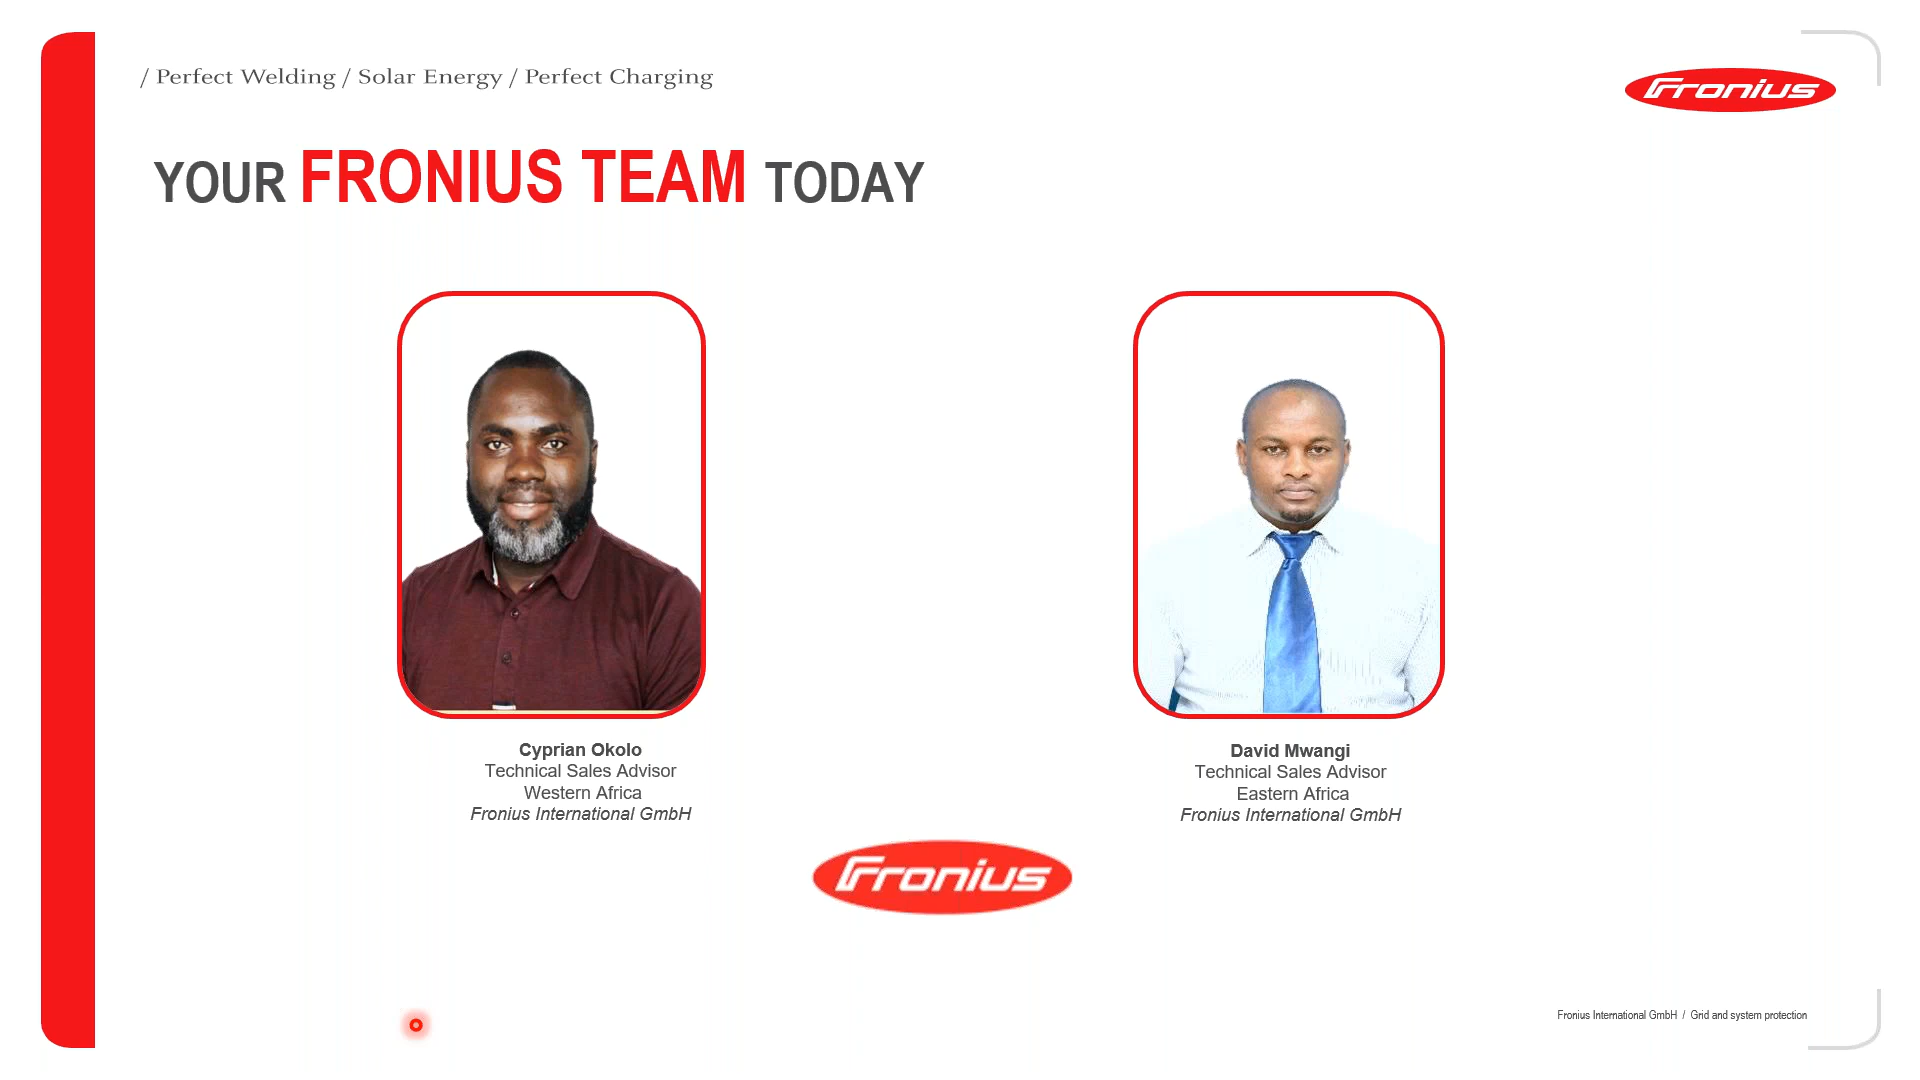 / Perfect Welding / Solar Energy / Perfect Charging
Fronius
YOUR FRONIUS TEAM TODAY
Cyprian Okolo
Technical Sales Advisor
Western Africa
Fronius International GmbH
David Mwangi
Technical Sales Advisor
Eastern Africa
Fronius International GmbH
Fronius
Fronius International GmbH / Grid and system protection